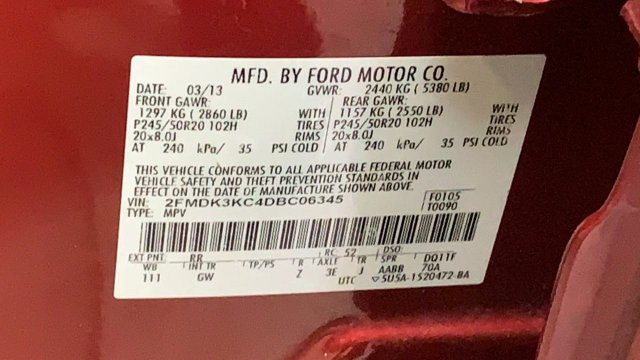 MFD. BY FORD MOTOR CO.
DATE: 03/13 GVWR: 2440 KG ( 5380 LB)
FRONT GAWR: REAR GAWR:
1297 KG ( 2860 LB) WITH 1157 KG ( 2550 LB) WITH
P245/50R20 102H TIRES P245/50R20 102H TIRES
20x8.0J RIMS 20x8.0J RIMS
AT 240 kPa/ 35 PSI COLD AT 240 kPa/ 35 PSI COLD
THIS VEHICLE CONFORMS TO ALL APPLICABLE FEDERAL MOTOR
VEHICLE SAFETY AND THEFT PREVENTION STANDARDS IN
EFFECT ON THE DATE OF MANUFACTURE SHOWN ABOVE.
VIN: 2FMDK3KC4DBC06345 F0105
TYPE: MPV T0090
EXT PNT: RR RC: 52 DSO:
WB INT TR TP/PS R AXLE TR SPR DQ1TF
111 GW Z 3E J AABB 70A
UTC ▽5U5A-1520472-BA